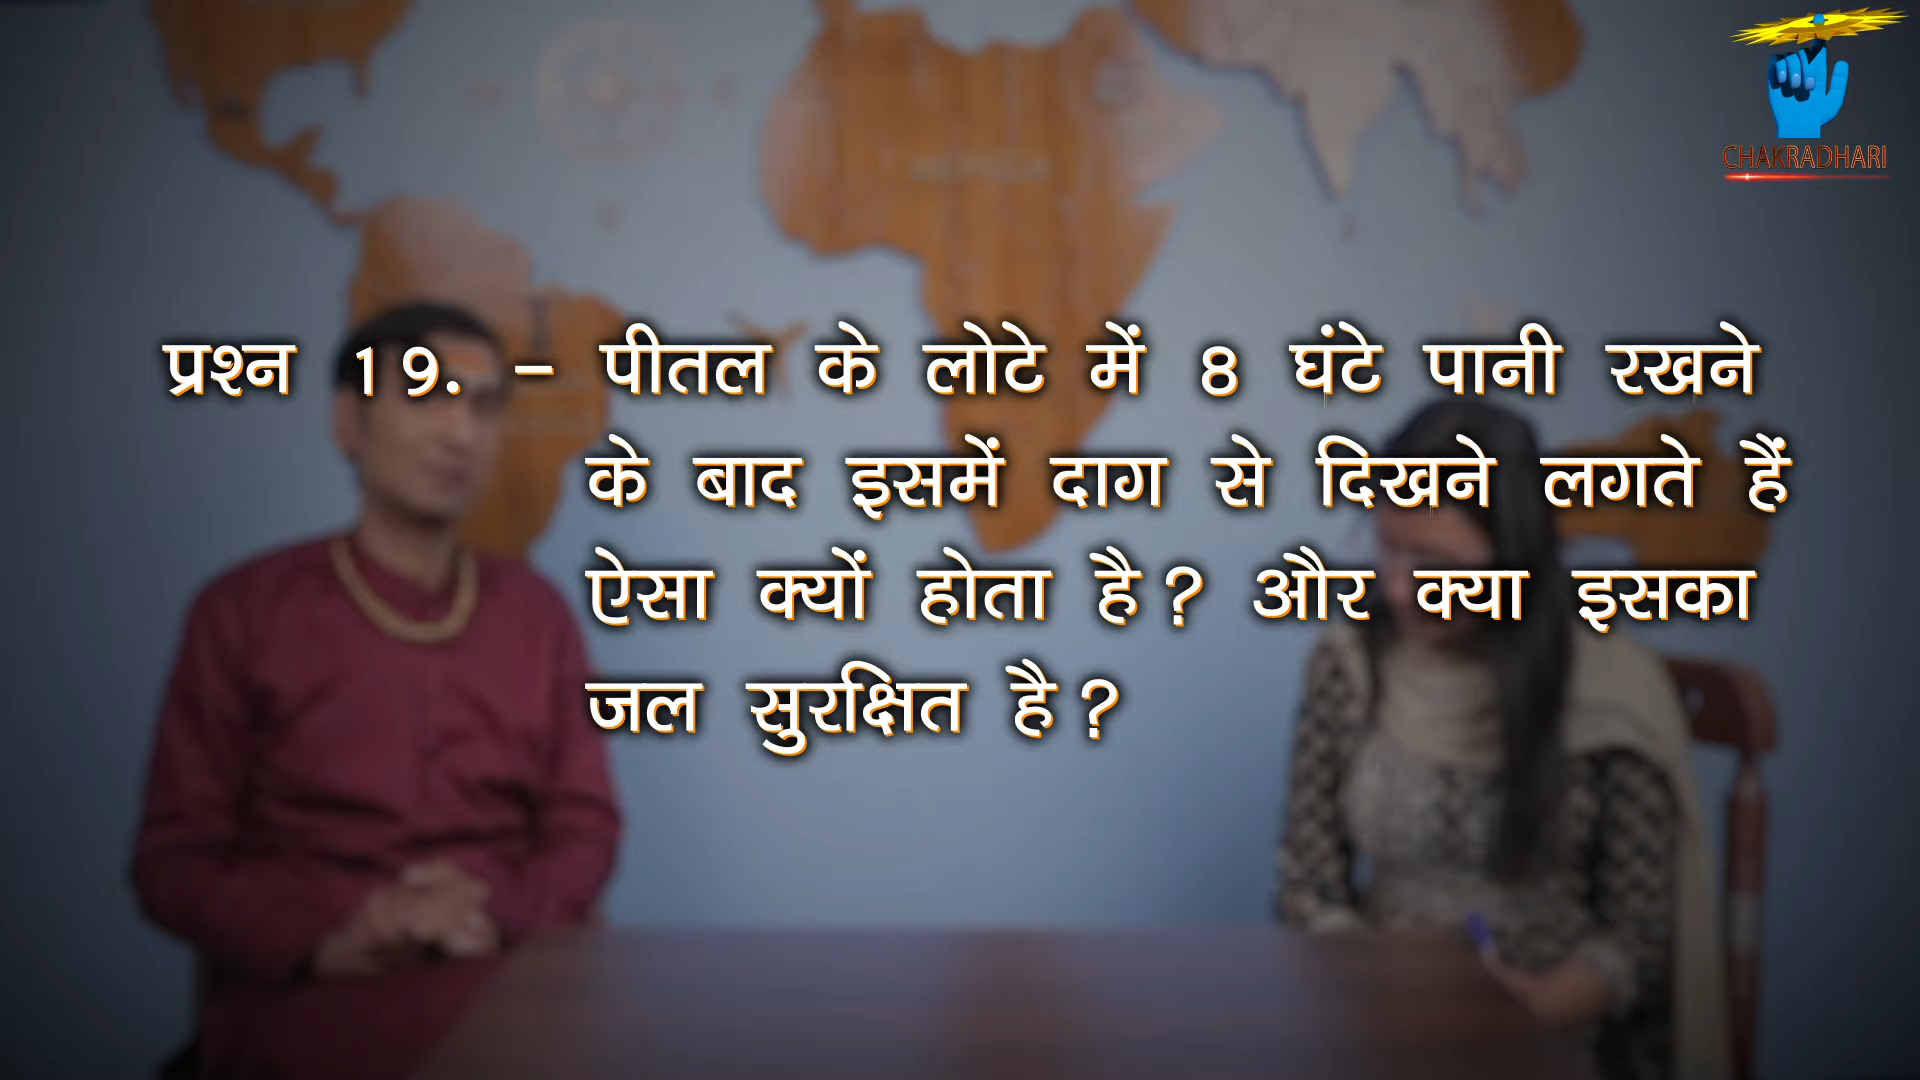 CHAKRADHARI
प्रश्न 19. - पीतल के लोटे में 8 घंटे पानी रखने
के बाद इसमें दाग से दिखने लगते हैं
ऐसा क्यों होता है? और क्या इसका
जल सुरक्षित है?